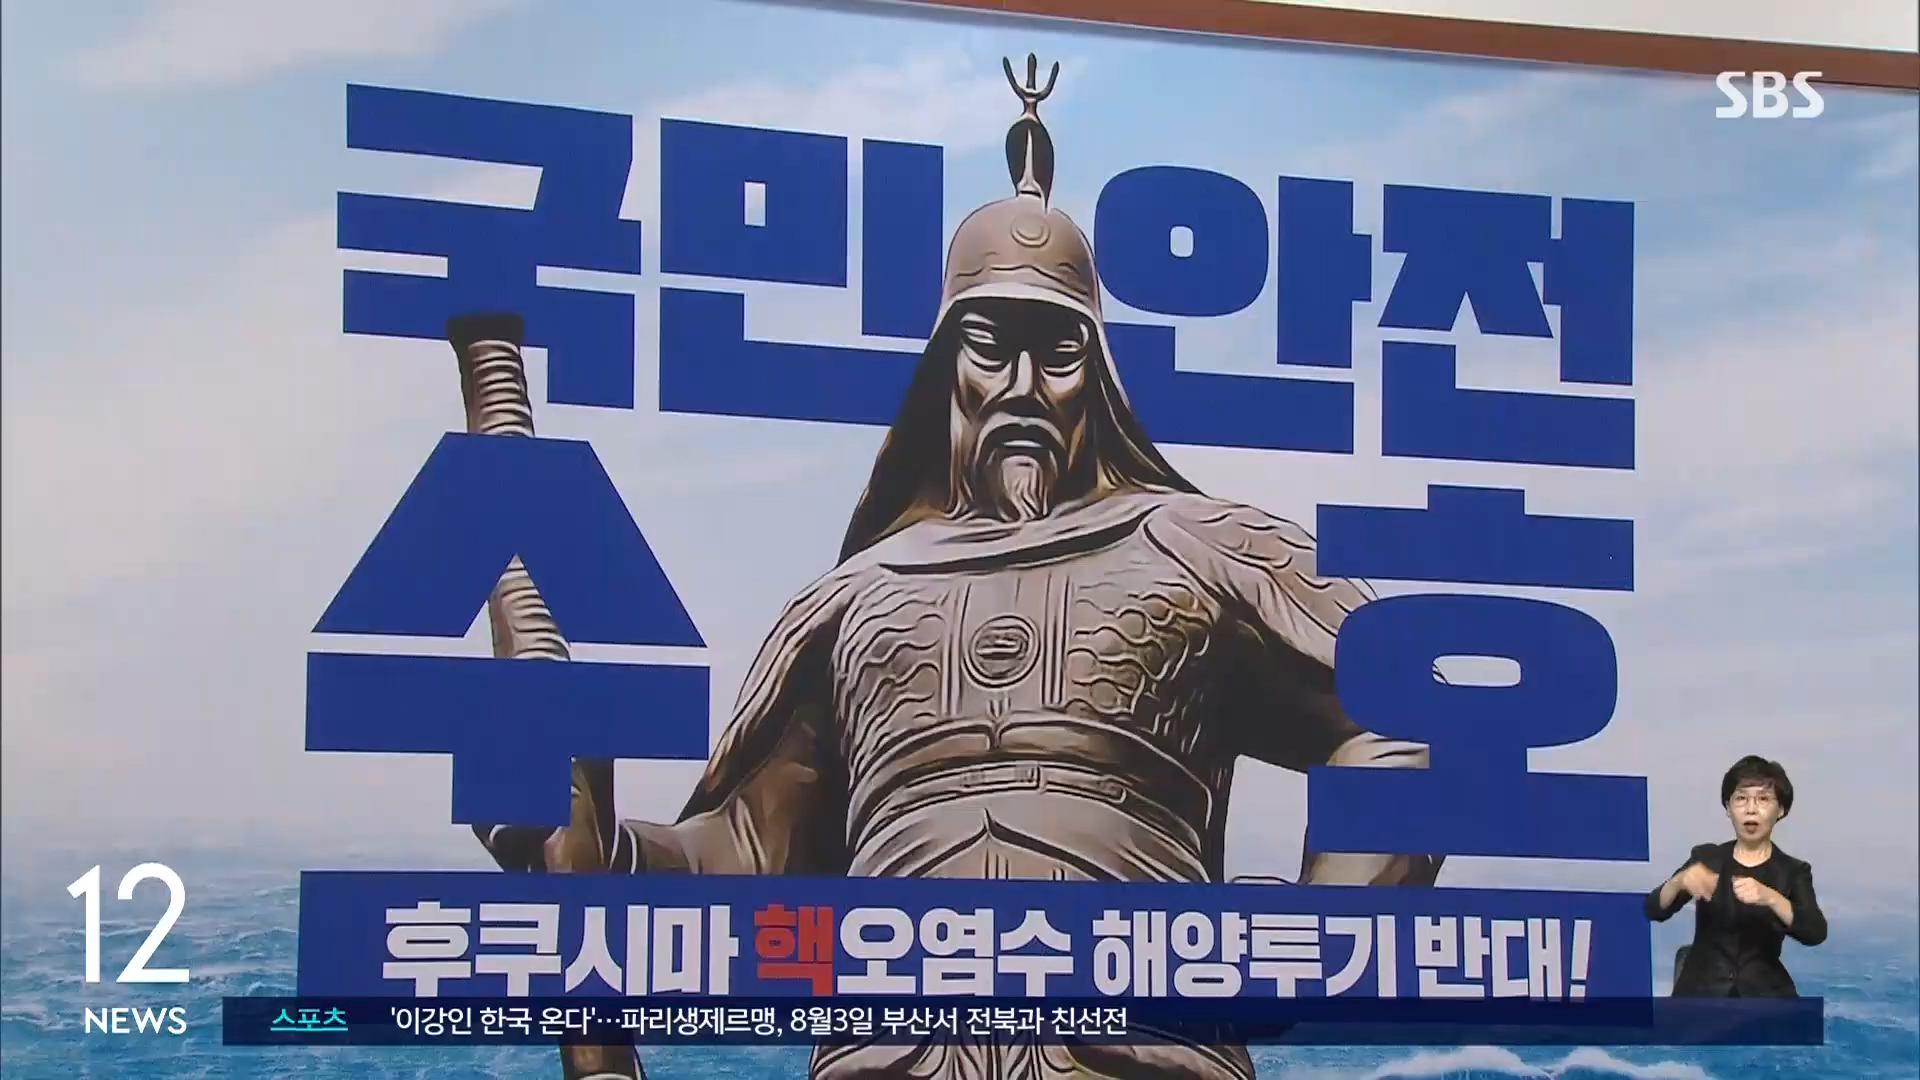 SBS
국민안전
수호
후쿠시마 핵오염수 해양투기 반대!
12
NEWS
스포츠 '이강인 한국 온다'…파리생제르맹, 8월3일 부산서 전북과 친선전